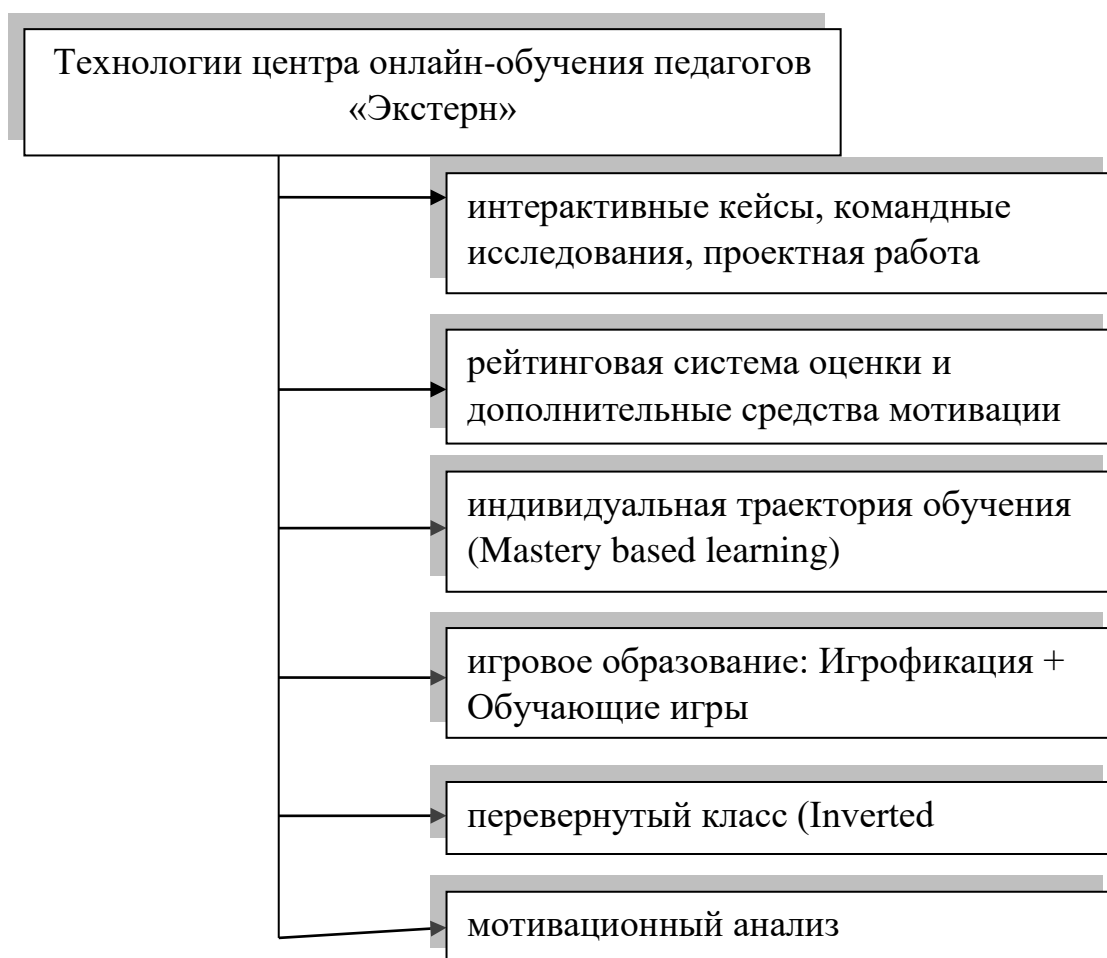 Технологии центра онлайн-обучения педагогов
«Экстерн»
интерактивные кейсы, командные
исследования, проектная работа
рейтинговая система оценки и
дополнительные средства мотивации
индивидуальная траектория обучения
(Mastery based learning)
игровое образование: Игрофикация +
Обучающие игры
перевернутый класс (Inverted
мотивационный анализ